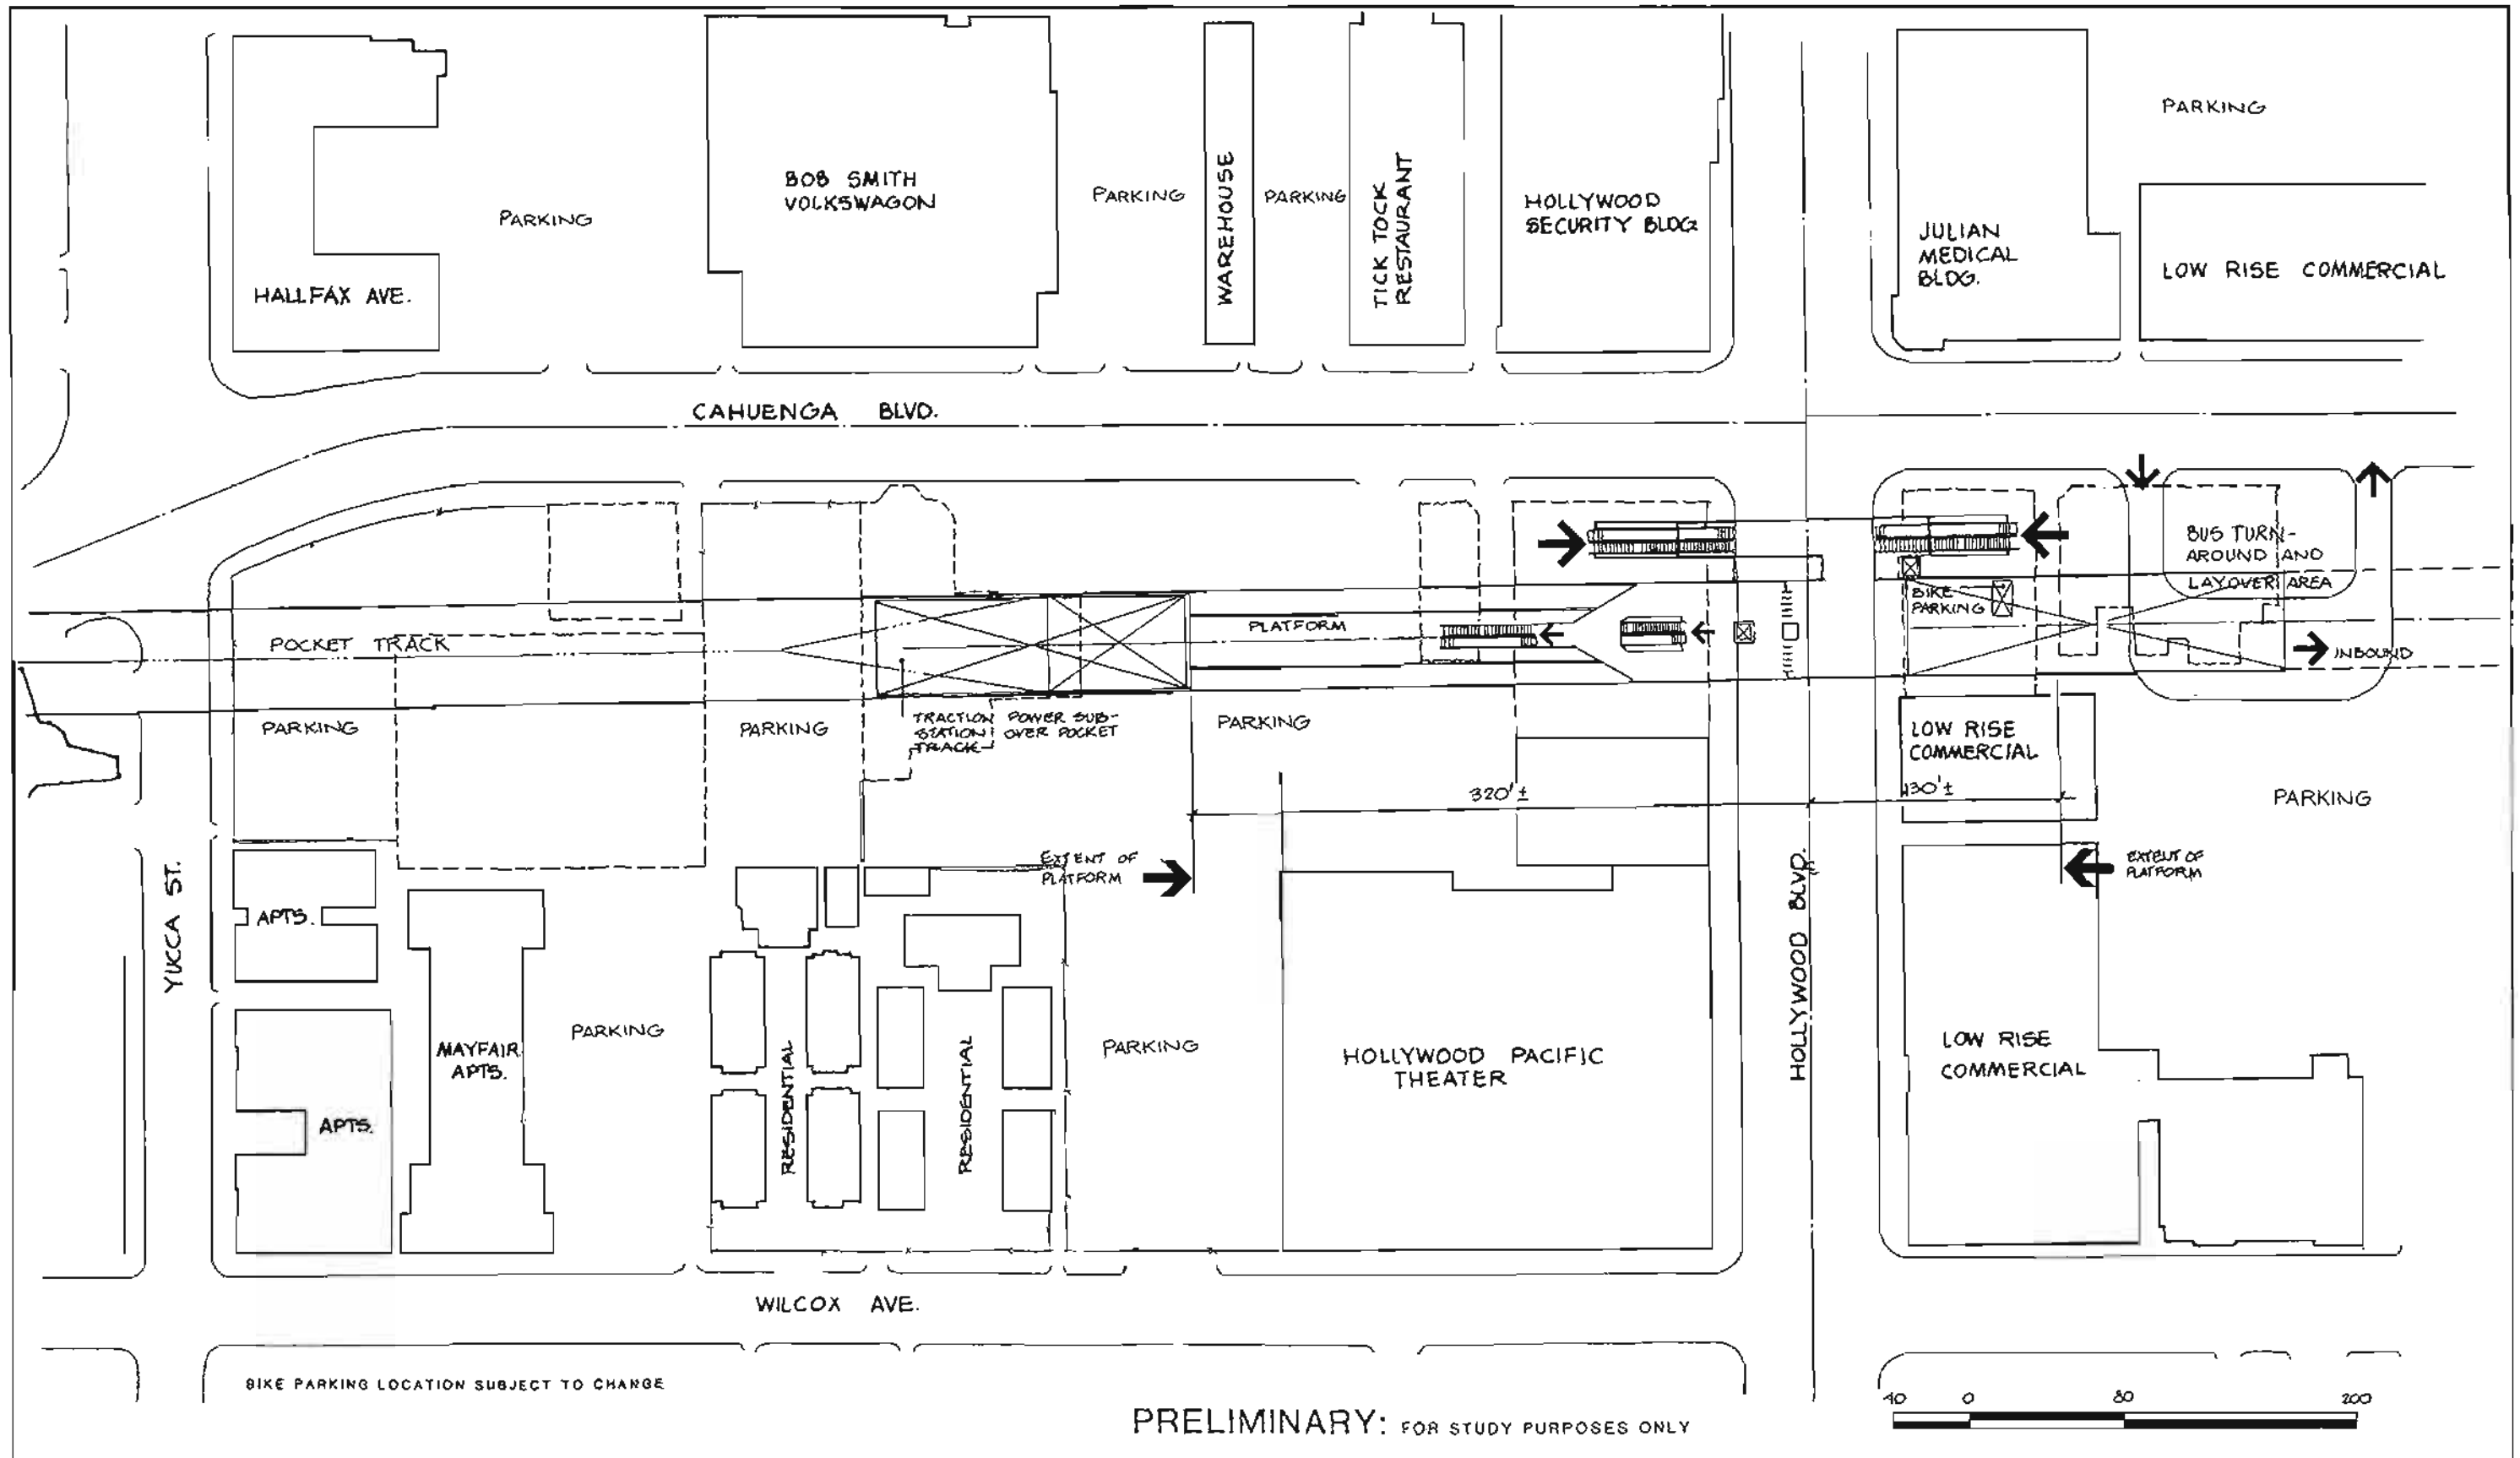 PARKING
BOB SMITH
VOLKSWAGON
PARKING
WAREHOUSE
PARKING
TICK TOCK
RESTAURANT
HOLLYWOOD
SECURITY BLDG
JULIAN
MEDICAL
BLDG.
PARKING
LOW RISE COMMERCIAL
HALLFAX AVE.
CAHUENGA BLVD.
BUS TURN-
AROUND AND
LAYOVER AREA
BIKE
PARKING
POCKET TRACK
PLATFORM
INBOUND
PARKING
PARKING
TRACTION POWER SUB-
STATION OVER POCKET
TRACK
PARKING
LOW RISE
COMMERCIAL
320'±
130'±
PARKING
EXTENT OF
PLATFORM
EXTENT OF
PLATFORM
YUCCA ST.
APTS.
MAYFAIR
APTS.
APTS.
PARKING
RESIDENTIAL
RESIDENTIAL
PARKING
HOLLYWOOD PACIFIC
THEATER
HOLLYWOOD BLVD.
LOW RISE
COMMERCIAL
WILCOX AVE.
BIKE PARKING LOCATION SUBJECT TO CHANGE
PRELIMINARY: FOR STUDY PURPOSES ONLY
40 0 80 200